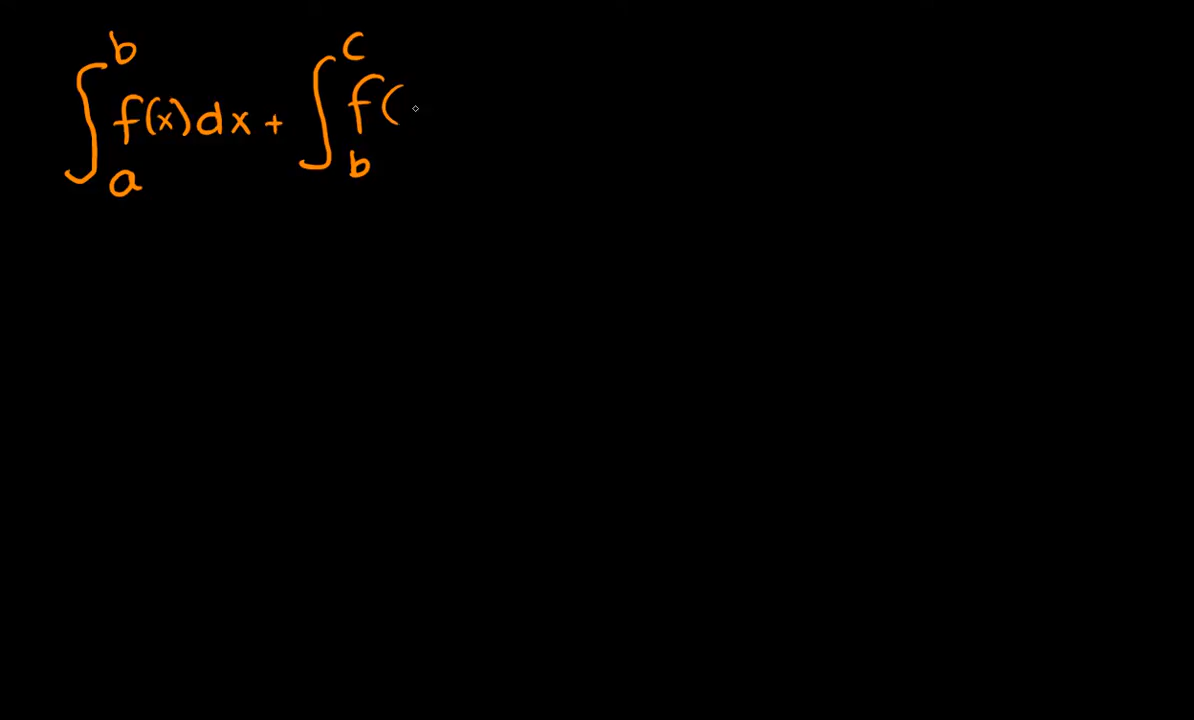 ∫_a^b f(x)dx + ∫_b^c f(